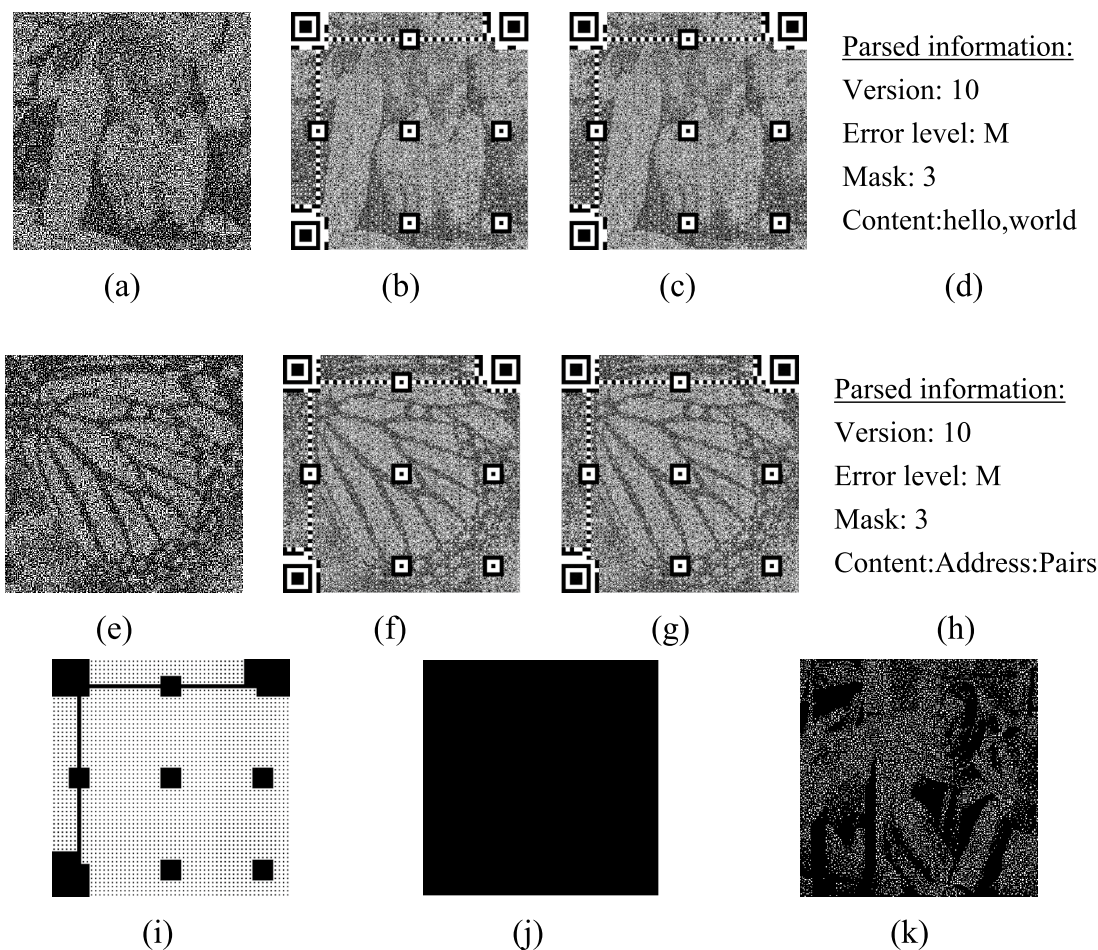 Parsed information:
Version: 10
Error level: M
Mask: 3
Content:hello,world
(a)
(b)
(c)
(d)
Parsed information:
Version: 10
Error level: M
Mask: 3
Content:Address:Pairs
(e)
(f)
(g)
(h)
(i)
(j)
(k)